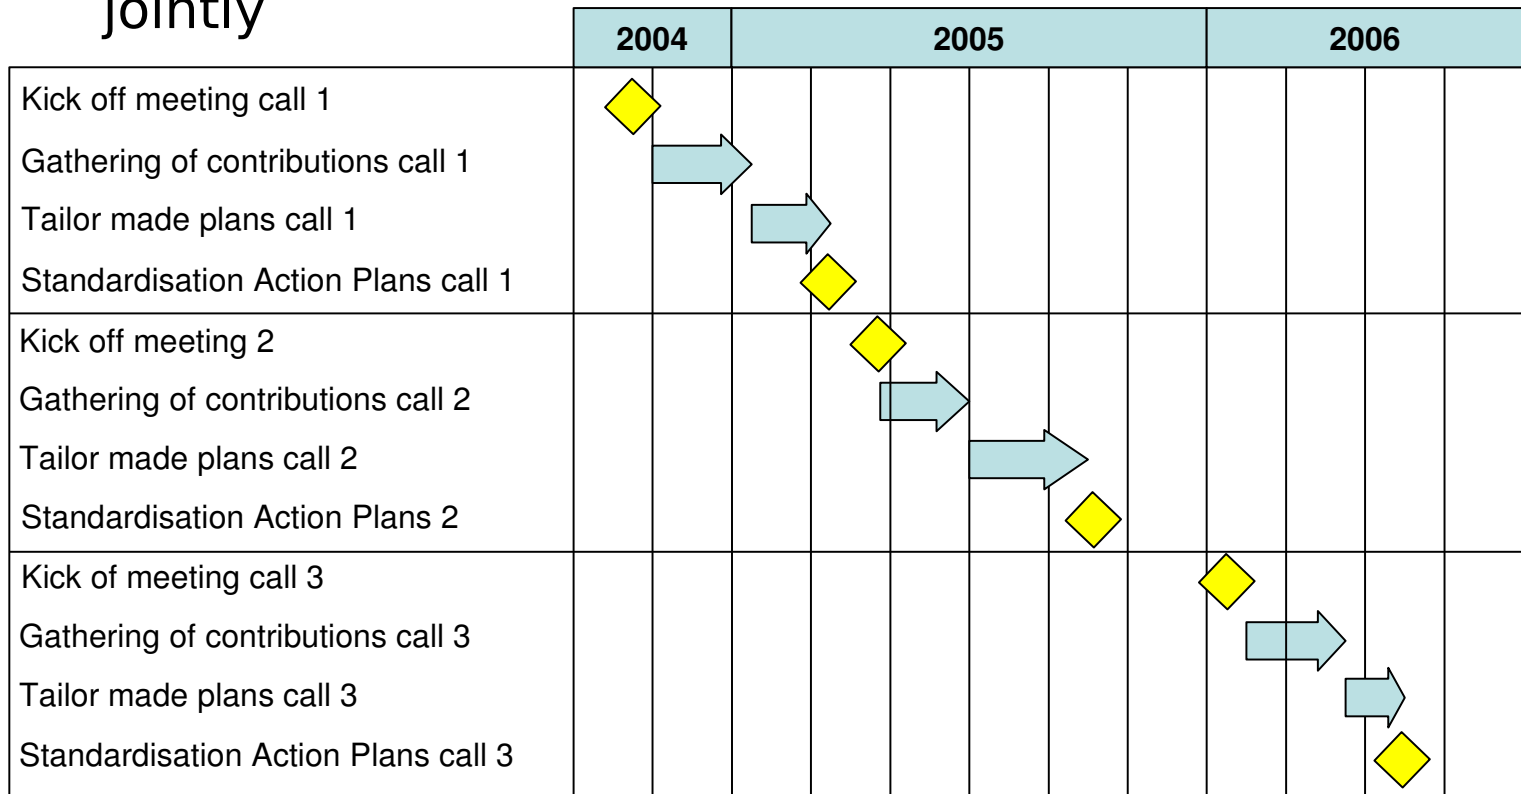 jointly
2004 2005 2006
Kick off meeting call 1
Gathering of contributions call 1
Tailor made plans call 1
Standardisation Action Plans call 1
Kick off meeting 2
Gathering of contributions call 2
Tailor made plans call 2
Standardisation Action Plans 2
Kick of meeting call 3
Gathering of contributions call 3
Tailor made plans call 3
Standardisation Action Plans call 3